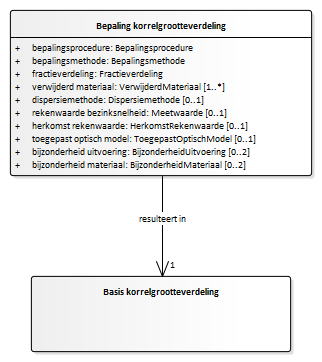 Bepaling korrelgrootteverdeling
+ bepalingsprocedure: Bepalingsprocedure
+ bepalingsmethode: Bepalingsmethode
+ fractieverdeling: Fractieverdeling
+ verwijderd materiaal: VerwijderdMateriaal [1..*]
+ dispersiemethode: Dispersiemethode [0..1]
+ rekenwaarde bezinksnelheid: Meetwaarde [0..1]
+ herkomst rekenwaarde: HerkomstRekenwaarde [0..1]
+ toegepast optisch model: ToegepastOptischModel [0..1]
+ bijzonderheid uitvoering: BijzonderheidUitvoering [0..2]
+ bijzonderheid materiaal: BijzonderheidMateriaal [0..2]
resulteert in
1
Basis korrelgrootteverdeling